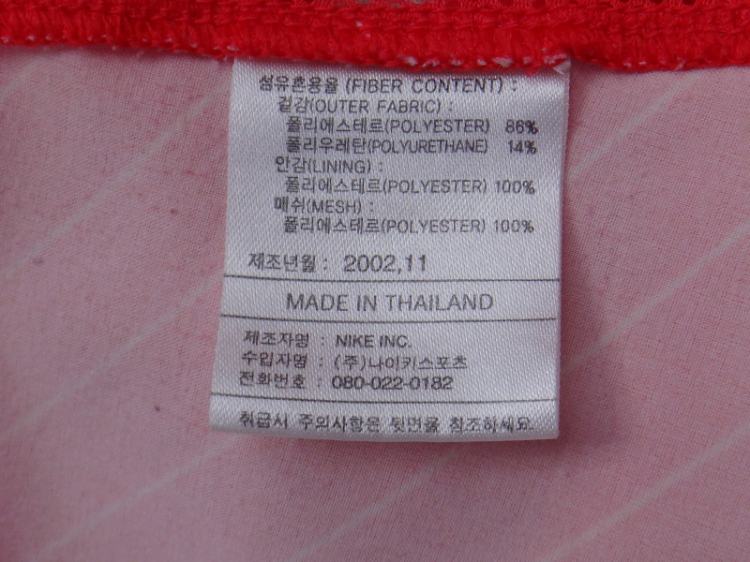 섬유혼용율 (FIBER CONTENT) :
겉감(OUTER FABRIC) :
폴리에스테르(POLYESTER) 86%
폴리우레탄(POLYURETHANE) 14%
안감(LINING) :
폴리에스테르(POLYESTER) 100%
매쉬(MESH) :
폴리에스테르(POLYESTER) 100%
제조년월 : 2002,11
MADE IN THAILAND
제조자명 : NIKE INC.
수입자명 : (주)나이키스포츠
전화번호 : 080-022-0182
취급시 주의사항은 뒷면을 참조하세요.